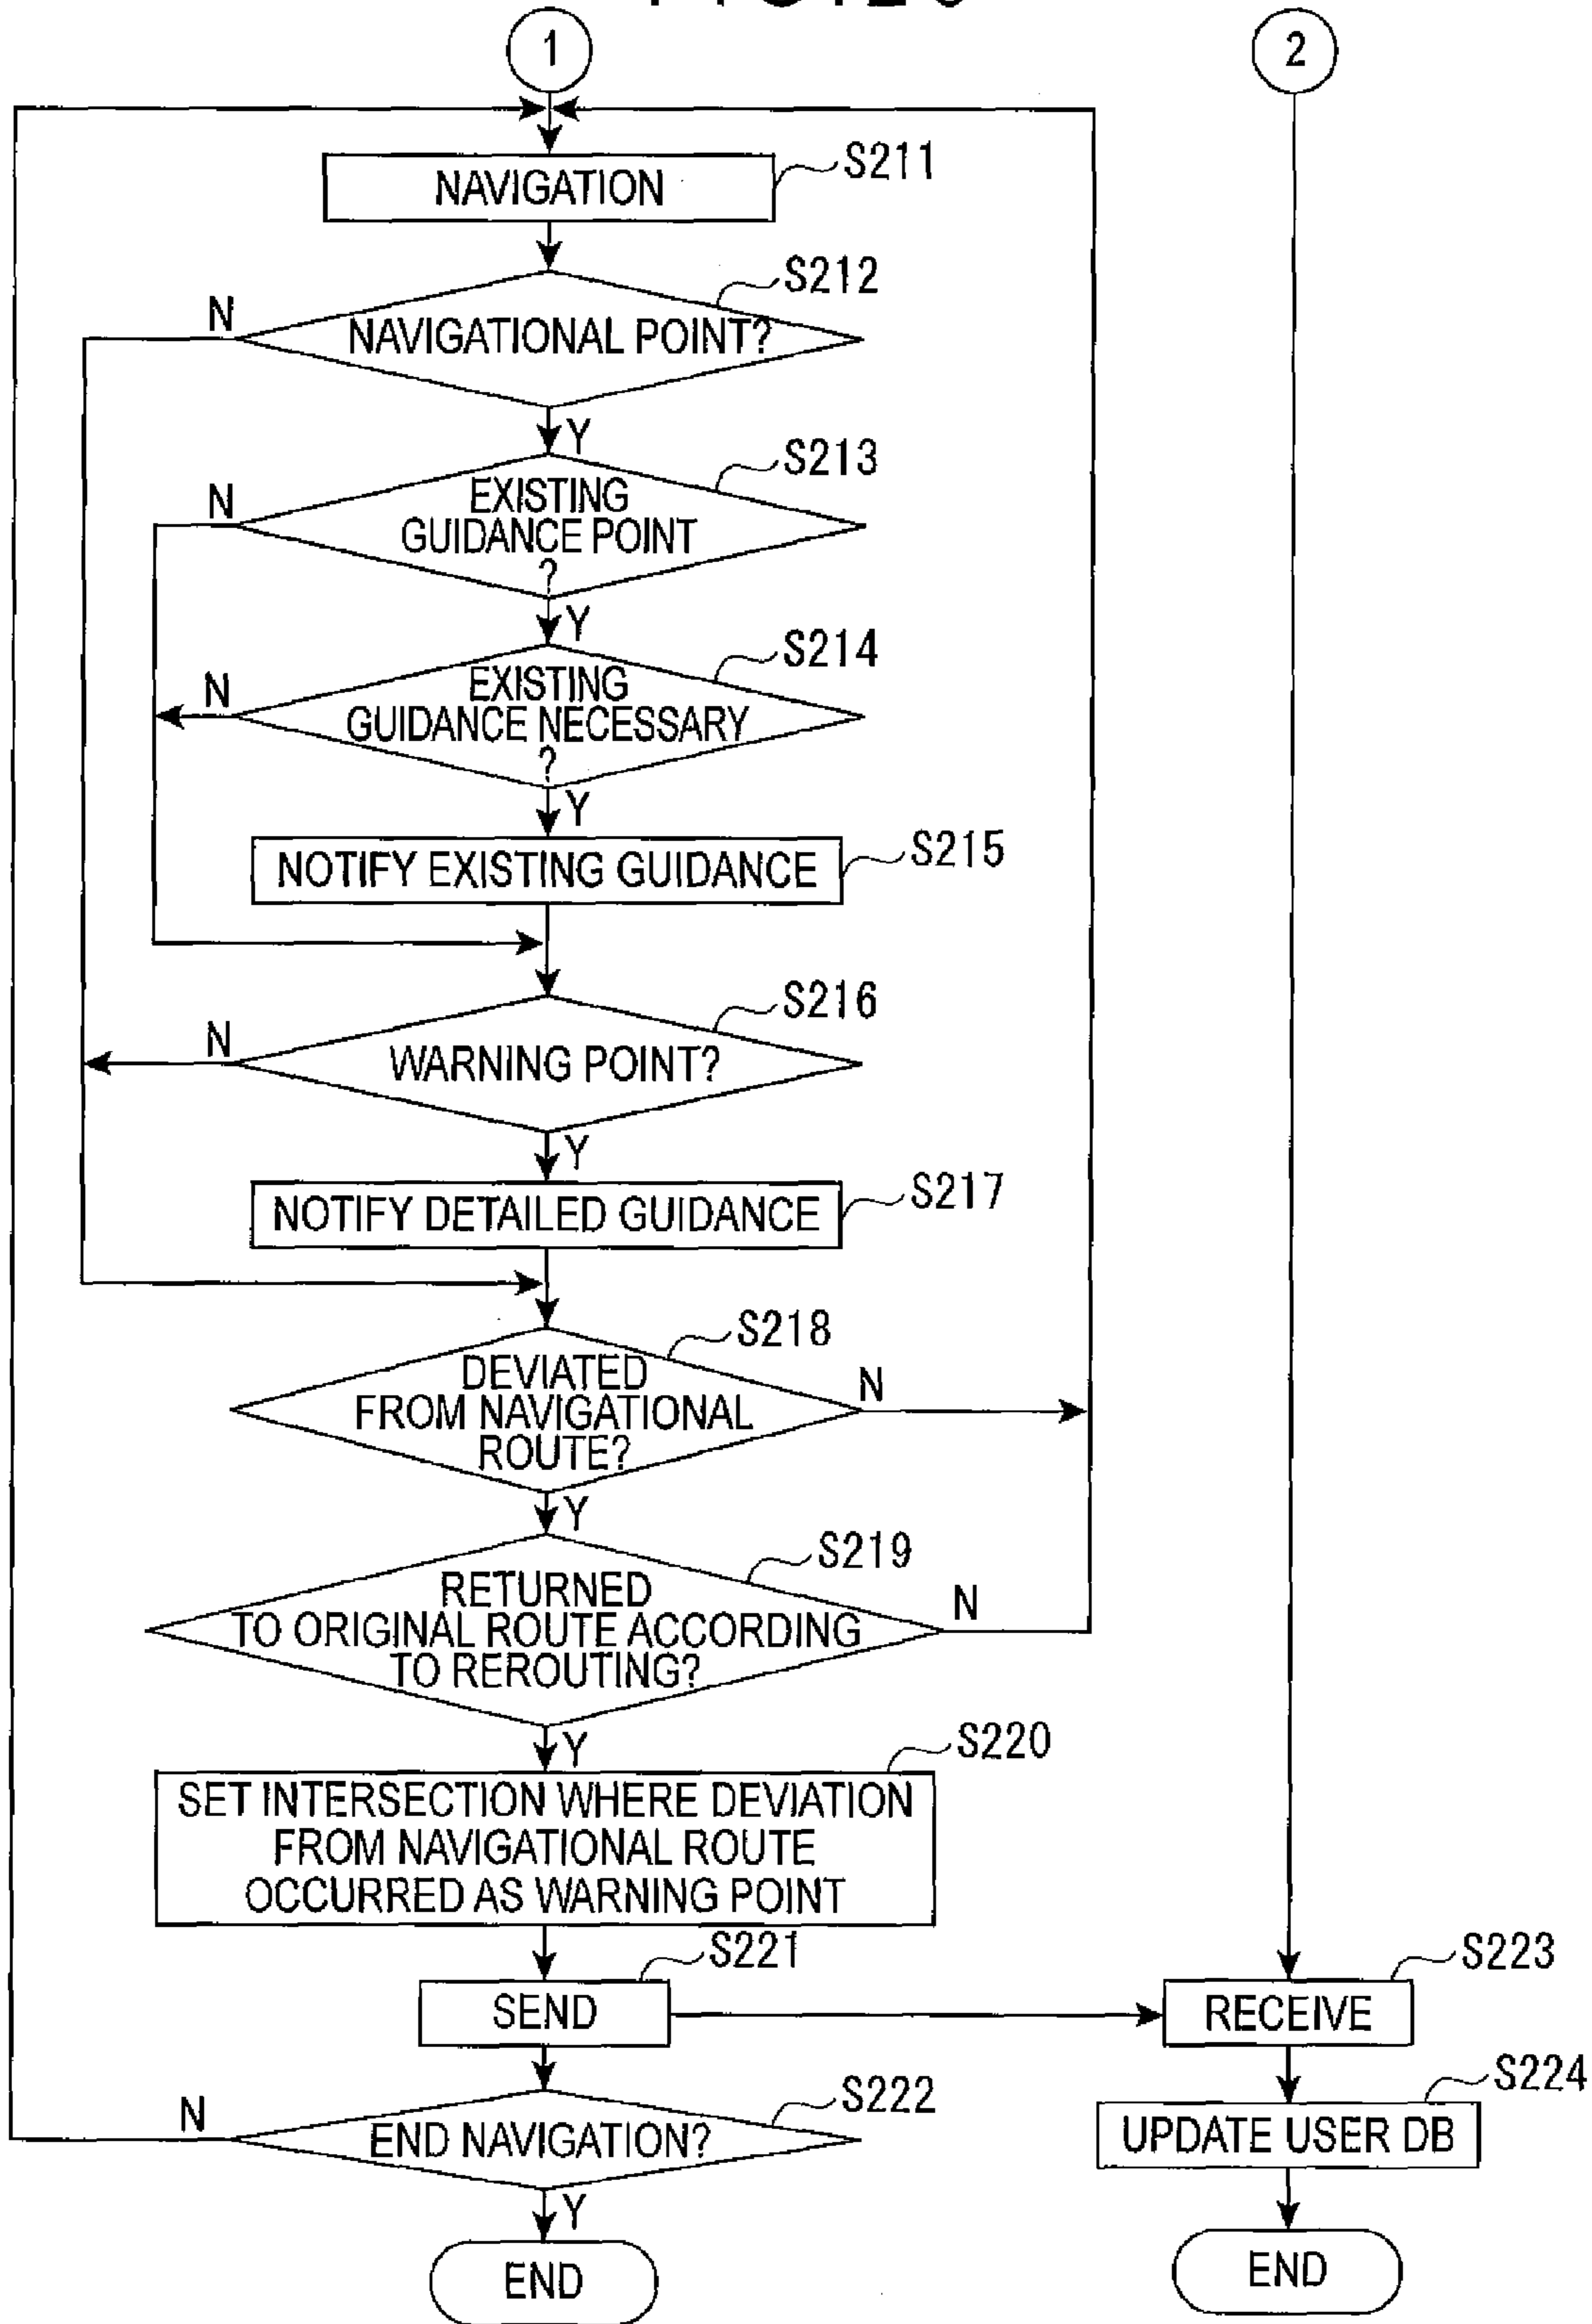 1
2
NAVIGATION
S211
N
NAVIGATIONAL POINT?
S212
Y
N
EXISTING
GUIDANCE POINT
?
S213
Y
N
EXISTING
GUIDANCE NECESSARY
?
S214
Y
NOTIFY EXISTING GUIDANCE
S215
N
WARNING POINT?
S216
Y
NOTIFY DETAILED GUIDANCE
S217
DEVIATED
FROM NAVIGATIONAL
ROUTE?
S218
N
Y
RETURNED
TO ORIGINAL ROUTE ACCORDING
TO REROUTING?
S219
N
Y
SET INTERSECTION WHERE DEVIATION
FROM NAVIGATIONAL ROUTE
OCCURRED AS WARNING POINT
S220
SEND
S221
RECEIVE
S223
N
END NAVIGATION?
S222
UPDATE USER DB
S224
Y
END
END